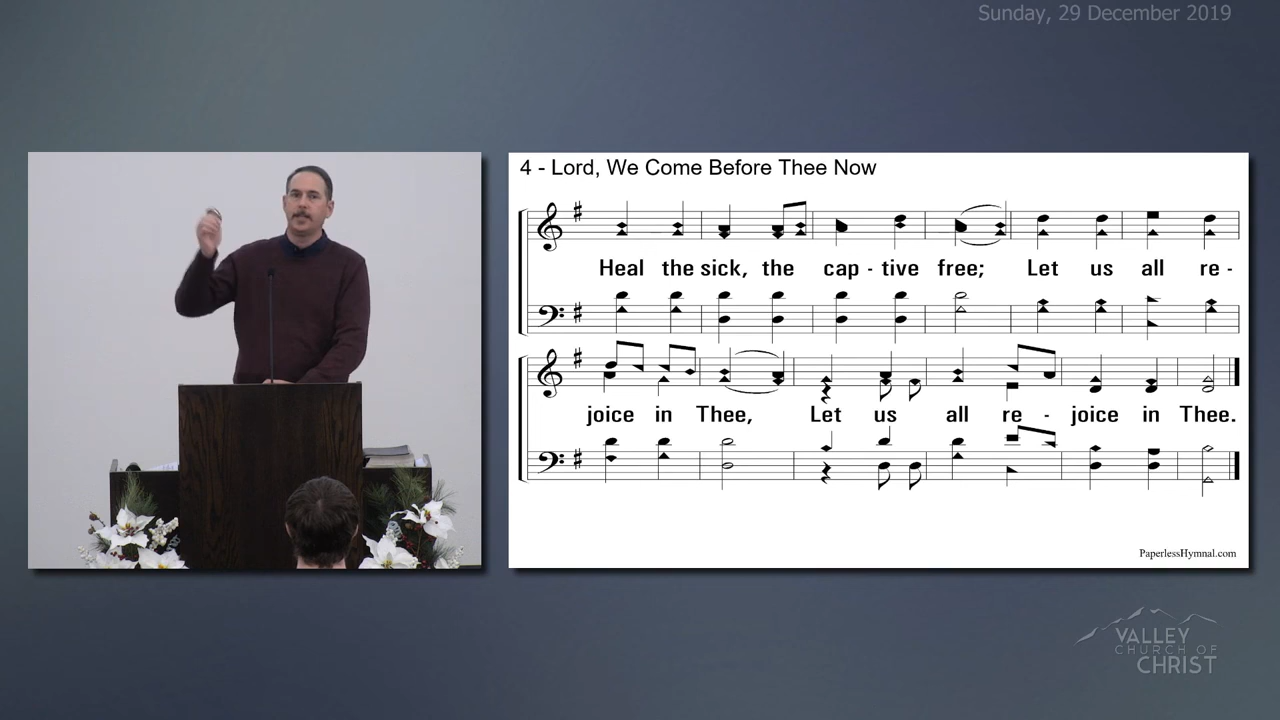 Sunday, 29 December 2019
4 - Lord, We Come Before Thee Now
Heal the sick, the cap - tive free; Let us all re -
joice in Thee, Let us all re - joice in Thee.
PaperlessHymnal.com
VALLEY
CHURCH OF
CHRIST